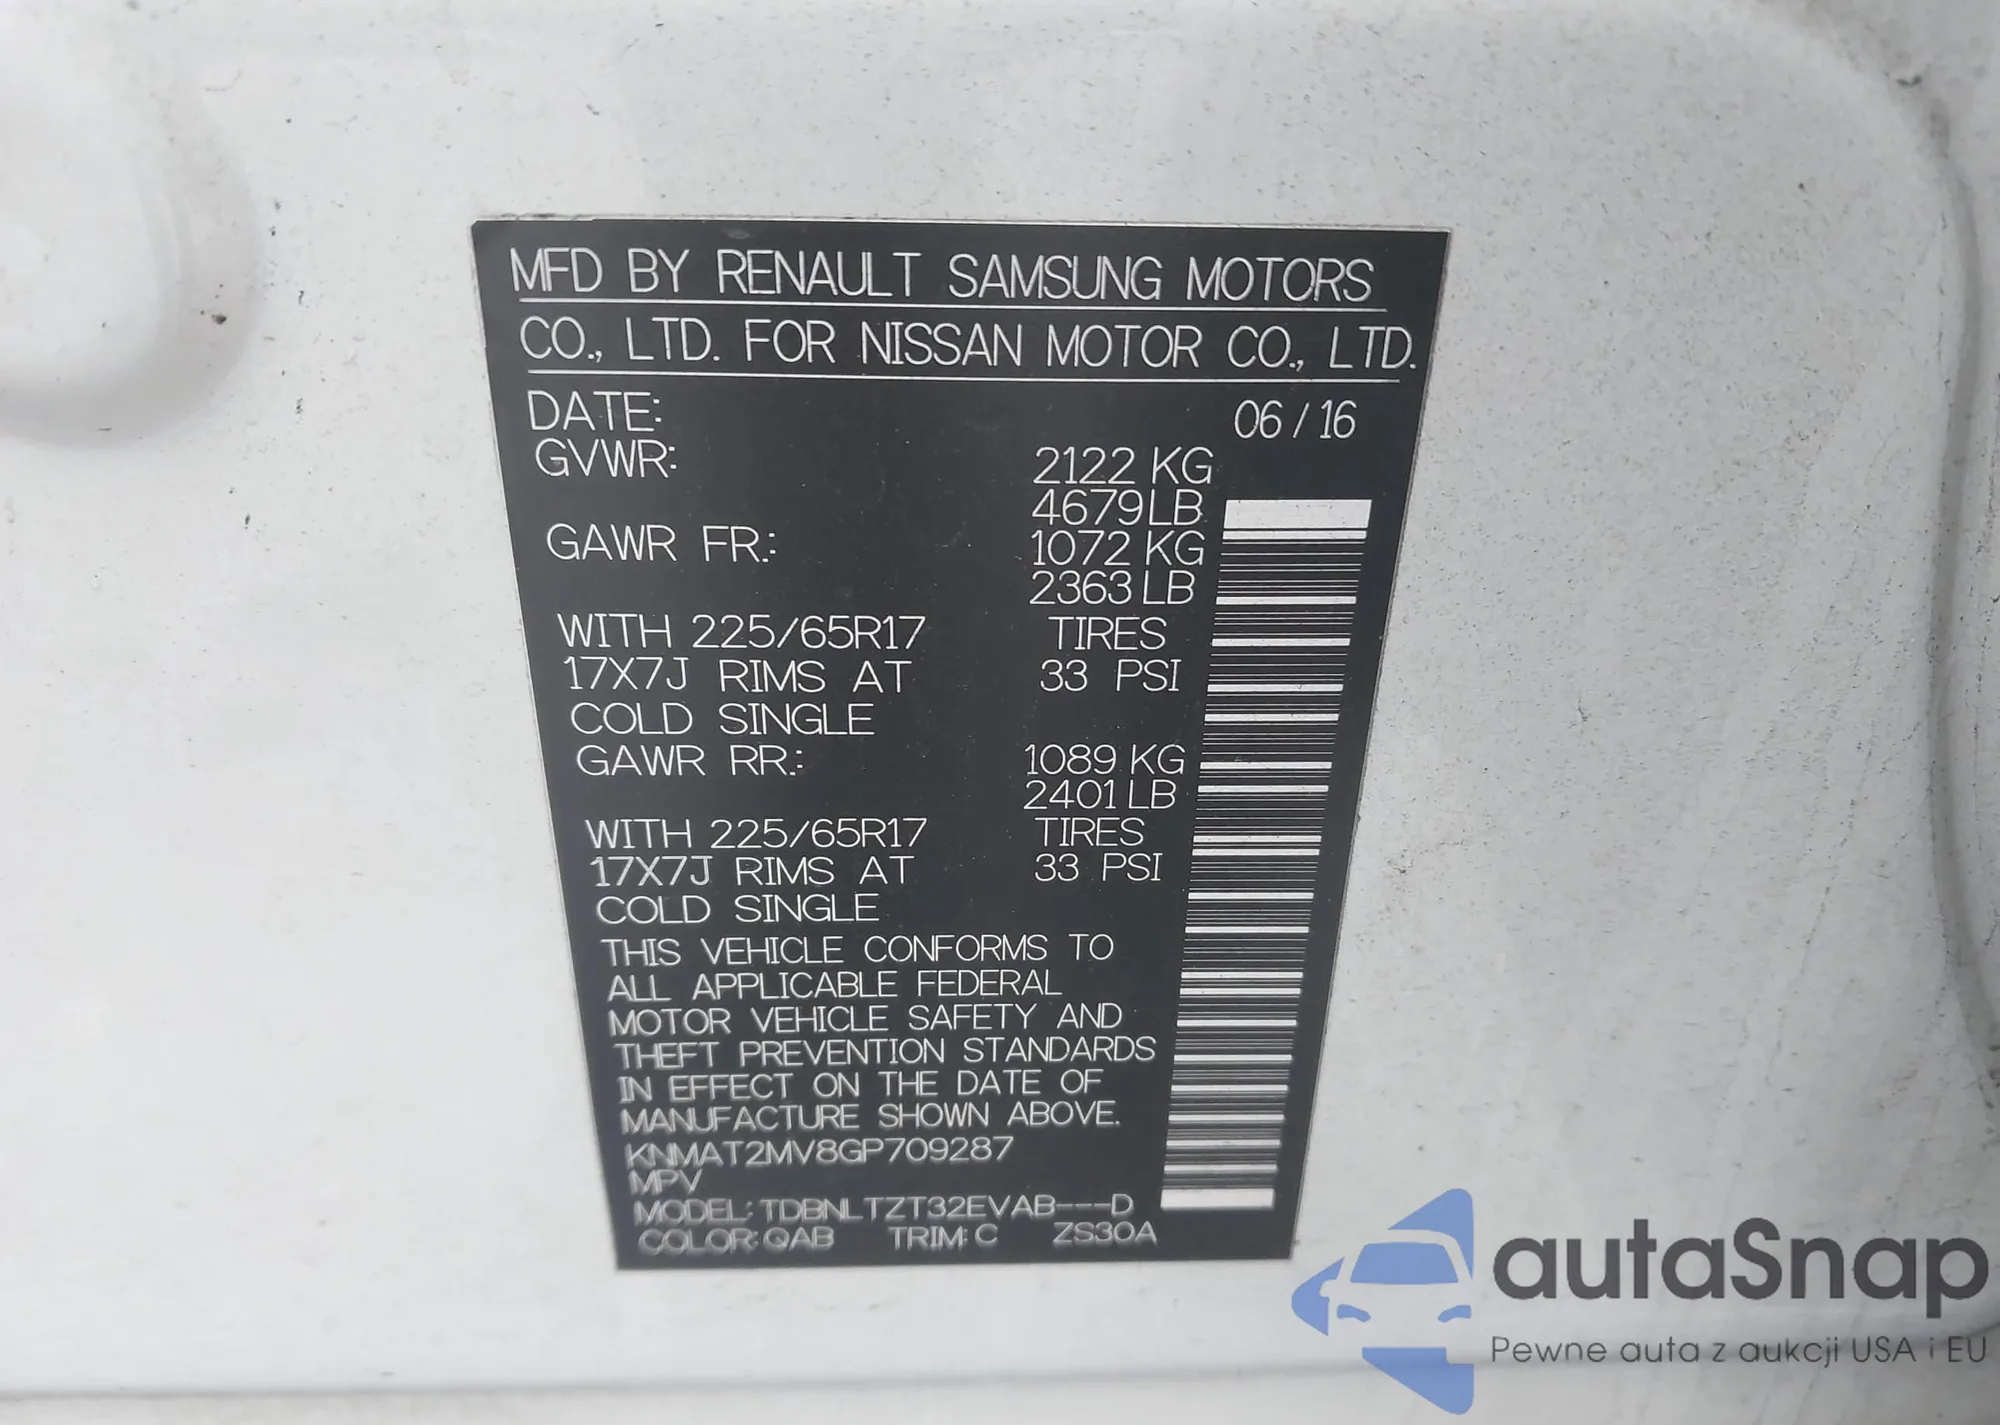 MFD BY RENAULT SAMSUNG MOTORS
CO., LTD. FOR NISSAN MOTOR CO., LTD.
DATE: 06 / 16
GVWR: 2122 KG
4679 LB
GAWR FR.: 1072 KG
2363 LB
WITH 225/65R17 TIRES
17X7J RIMS AT 33 PSI
COLD SINGLE
GAWR RR.: 1089 KG
2401 LB
WITH 225/65R17 TIRES
17X7J RIMS AT 33 PSI
COLD SINGLE
THIS VEHICLE CONFORMS TO
ALL APPLICABLE FEDERAL
MOTOR VEHICLE SAFETY AND
THEFT PREVENTION STANDARDS
IN EFFECT ON THE DATE OF
MANUFACTURE SHOWN ABOVE.
KNMAT2MV8GP709287
MPV
MODEL: TDBNLTZT32EVAB---D
COLOR: QAB TRIM: C ZS30A
autaSnap
Pewne auta z aukcji USA i EU